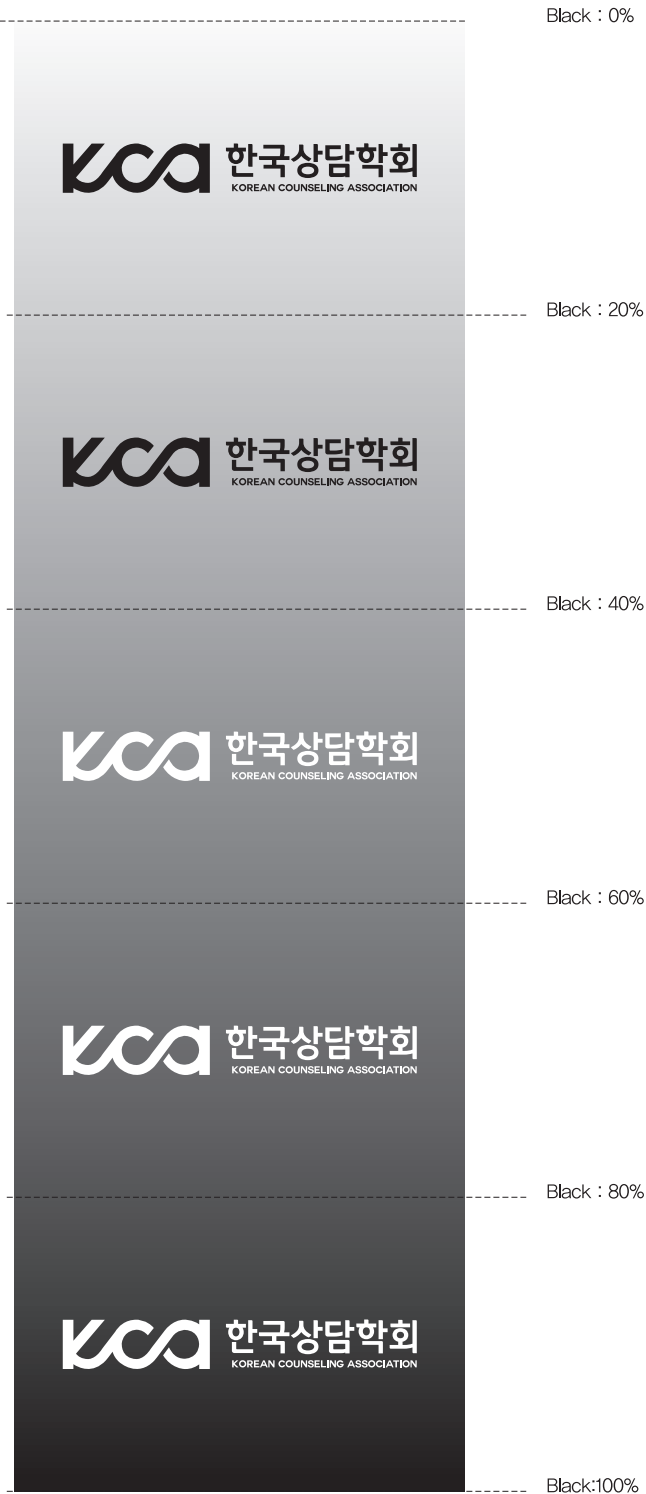 Black : 0%
kca 한국상담학회
KOREAN COUNSELING ASSOCIATION
Black : 20%
kca 한국상담학회
KOREAN COUNSELING ASSOCIATION
Black : 40%
kca 한국상담학회
KOREAN COUNSELING ASSOCIATION
Black : 60%
kca 한국상담학회
KOREAN COUNSELING ASSOCIATION
Black : 80%
kca 한국상담학회
KOREAN COUNSELING ASSOCIATION
Black:100%